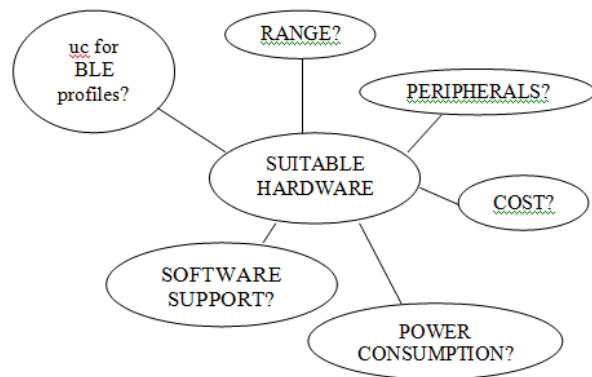 uc for
BLE
profiles?
RANGE?
PERIPHERALS?
SUITABLE
HARDWARE
COST?
SOFTWARE
SUPPORT?
POWER
CONSUMPTION?